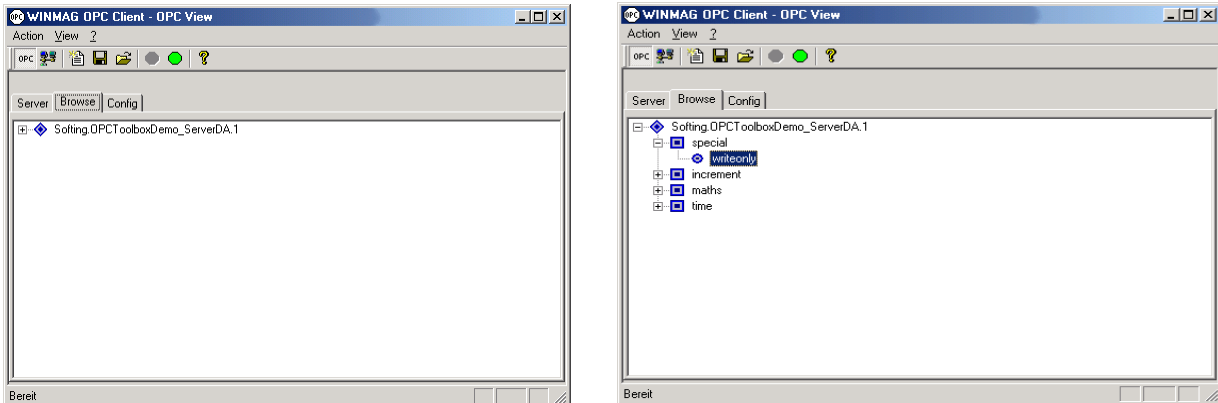 WINMAG OPC Client - OPC View
Action View ?
OPC
Server Browse Config
Softing.OPCToolboxDemo_ServerDA.1
Bereit
WINMAG OPC Client - OPC View
Action View ?
OPC
Server Browse Config
Softing.OPCToolboxDemo_ServerDA.1
special
writeonly
increment
maths
time
Bereit